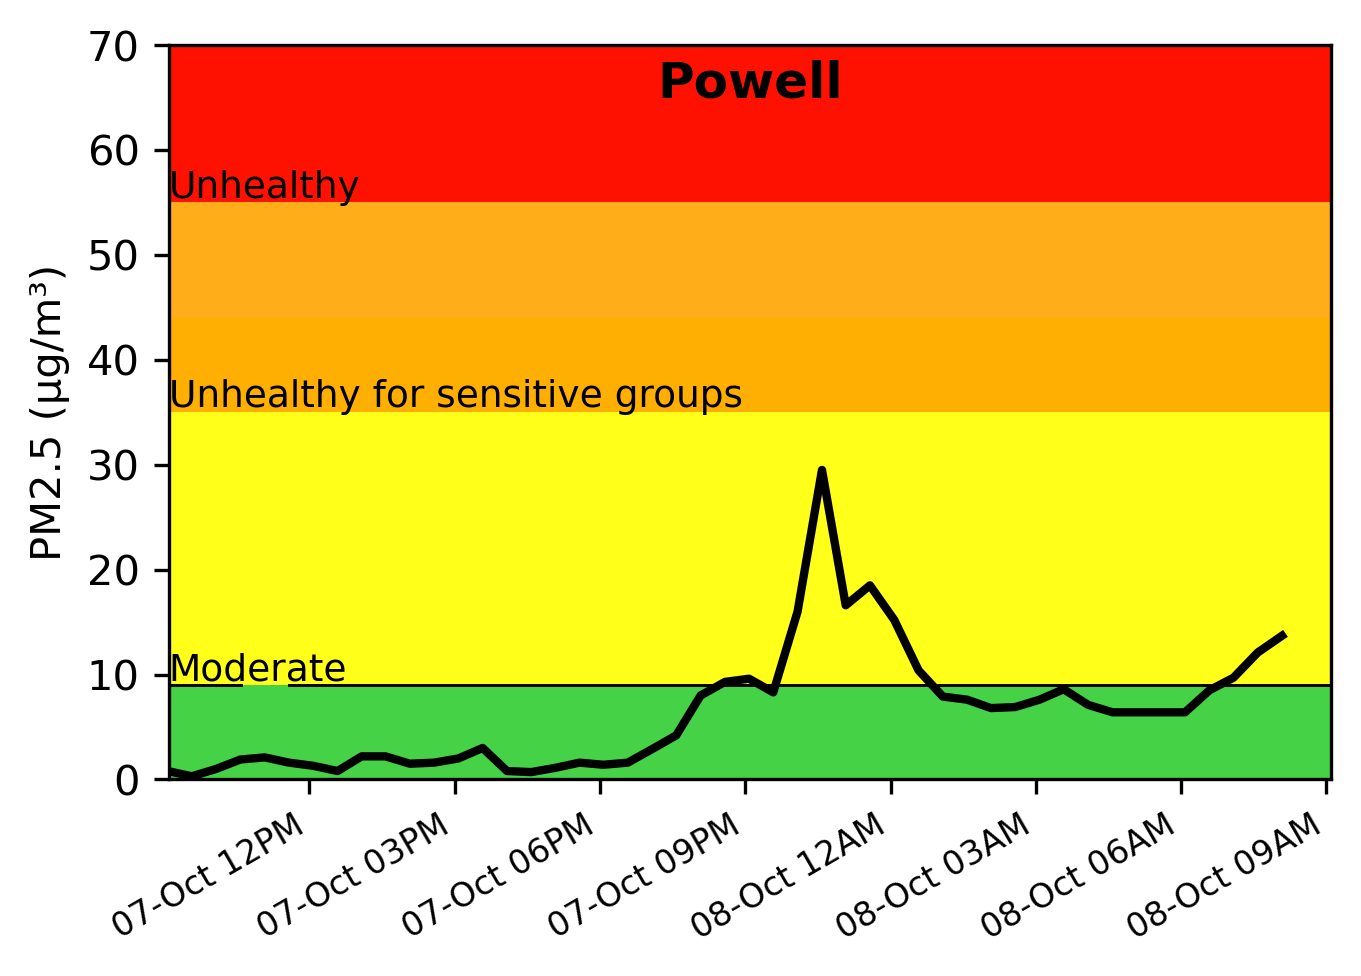 Powell
PM2.5 (µg/m³)
70
60
50
40
30
20
10
0
Unhealthy
Unhealthy for sensitive groups
Moderate
07-Oct 12PM
07-Oct 03PM
07-Oct 06PM
07-Oct 09PM
08-Oct 12AM
08-Oct 03AM
08-Oct 06AM
08-Oct 09AM